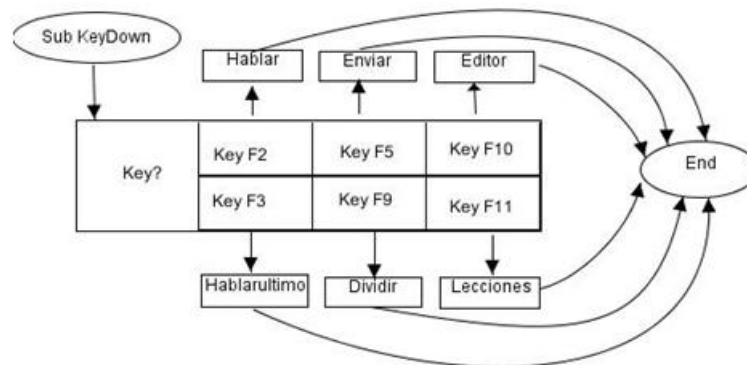 Sub KeyDown
Hablar
Enviar
Editor
Key?
Key F2
Key F5
Key F10
End
Key F3
Key F9
Key F11
Hablarultimo
Dividir
Lecciones